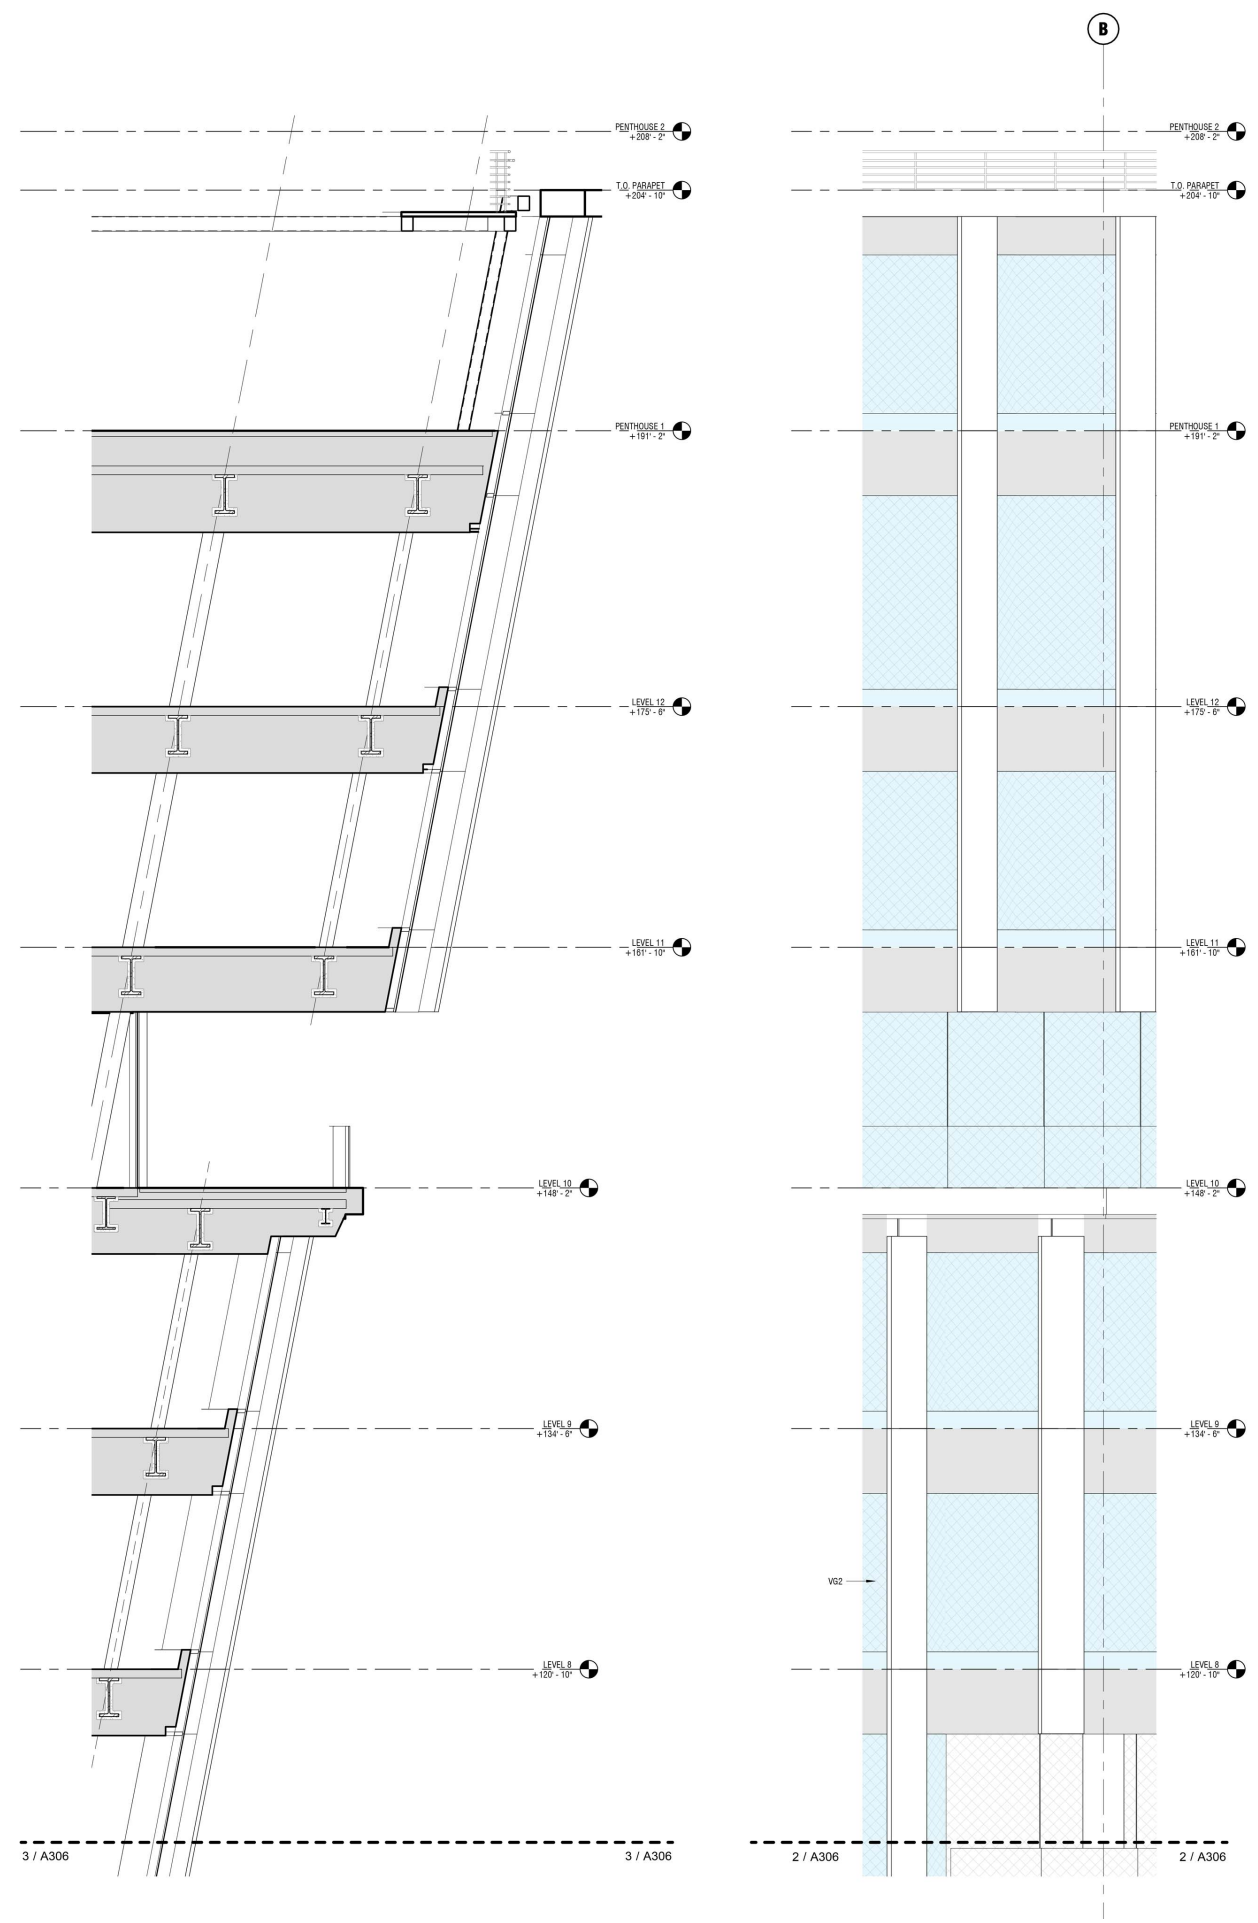 B
PENTHOUSE 2
+208' - 2"
PENTHOUSE 2
+208' - 2"
T.O. PARAPET
+204' - 10"
T.O. PARAPET
+204' - 10"
PENTHOUSE 1
+191' - 2"
PENTHOUSE 1
+191' - 2"
LEVEL 12
+175' - 6"
LEVEL 12
+175' - 6"
LEVEL 11
+161' - 10"
LEVEL 11
+161' - 10"
LEVEL 10
+148' - 2"
LEVEL 10
+148' - 2"
LEVEL 9
+134' - 6"
LEVEL 9
+134' - 6"
VG2
LEVEL 8
+120' - 10"
LEVEL 8
+120' - 10"
3 / A306
3 / A306
2 / A306
2 / A306